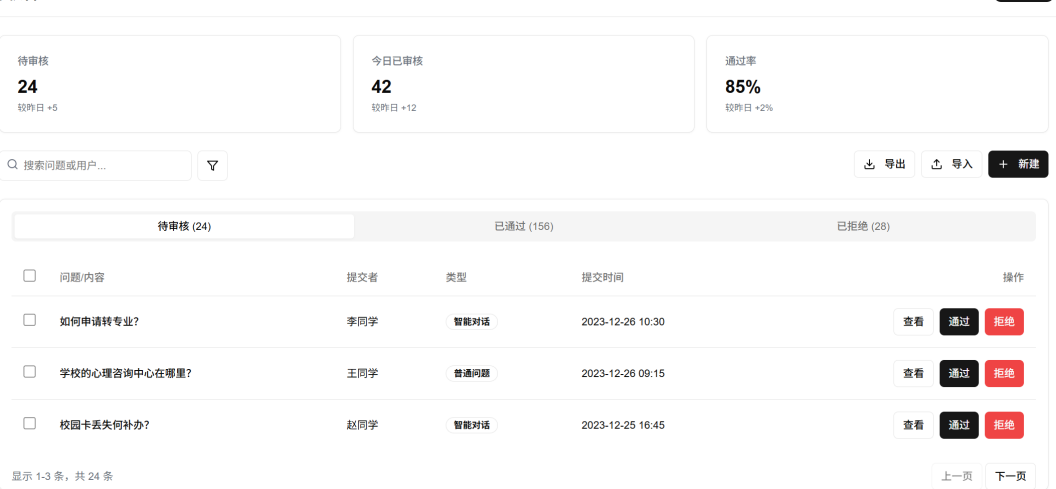 待审核
24
较昨日 +5
今日已审核
42
较昨日 +12
通过率
85%
较昨日 +2%
搜索问题或用户...
导出
导入
+ 新建
待审核 (24)
已通过 (156)
已拒绝 (28)
问题/内容 提交者 类型 提交时间 操作
如何申请转专业? 李同学 智能对话 2023-12-26 10:30 查看 通过 拒绝
学校的心理咨询中心在哪里? 王同学 普通问题 2023-12-26 09:15 查看 通过 拒绝
校园卡丢失何补办? 赵同学 智能对话 2023-12-25 16:45 查看 通过 拒绝
显示 1-3 条，共 24 条
上一页 下一页